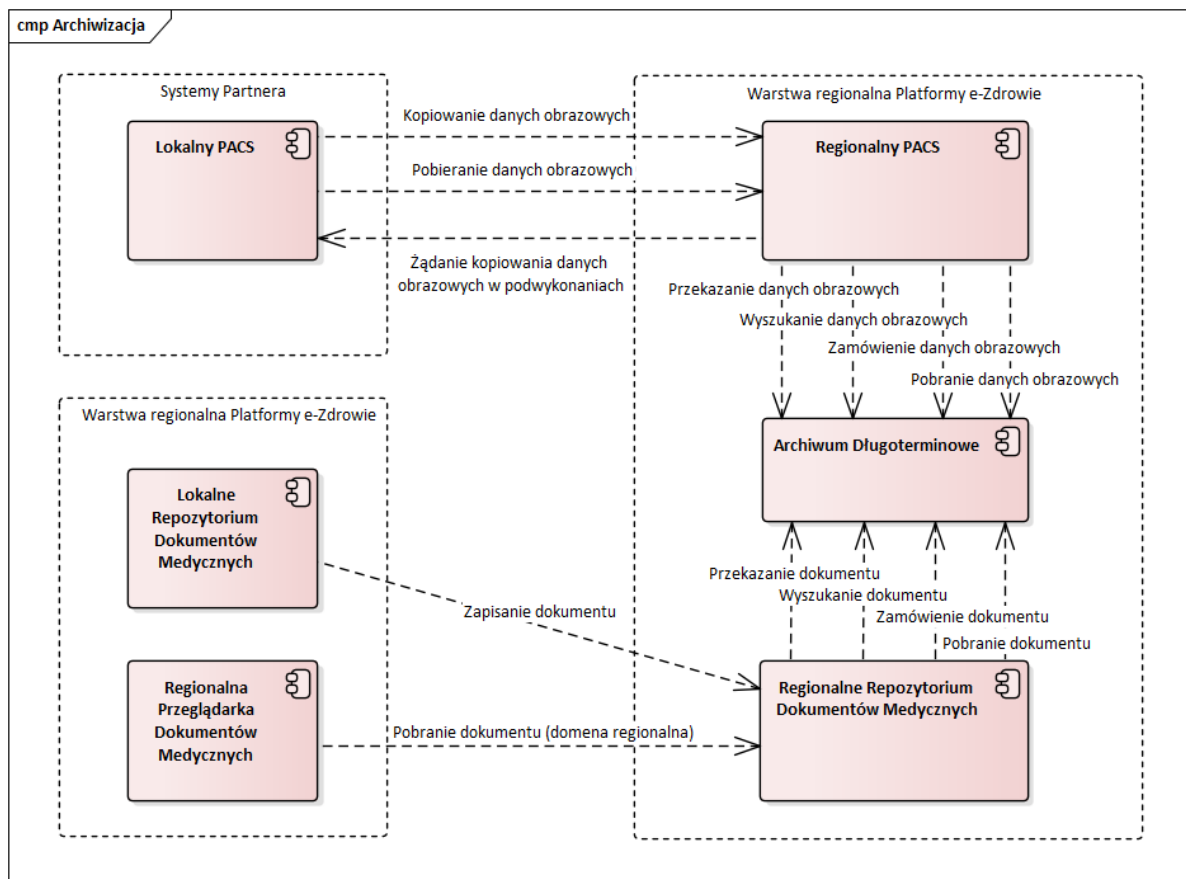 cmp Archiwizacja
Systemy Partnera
Lokalny PACS
Kopiowanie danych obrazowych
Pobieranie danych obrazowych
Żądanie kopiowania danych
obrazowych w podwykonaniach
Warstwa regionalna Platformy e-Zdrowie
Regionalny PACS
Przekazanie danych obrazowych
Wyszukanie danych obrazowych
Zamówienie danych obrazowych
Pobranie danych obrazowych
Archiwum Długoterminowe
Przekazanie dokumentu
Wyszukanie dokumentu
Zamówienie dokumentu
Pobranie dokumentu
Regionalne Repozytorium
Dokumentów Medycznych
Warstwa regionalna Platformy e-Zdrowie
Lokalne
Repozytorium
Dokumentów
Medycznych
Zapisanie dokumentu
Regionalna
Przeglądarka
Dokumentów
Medycznych
Pobranie dokumentu (domena regionalna)